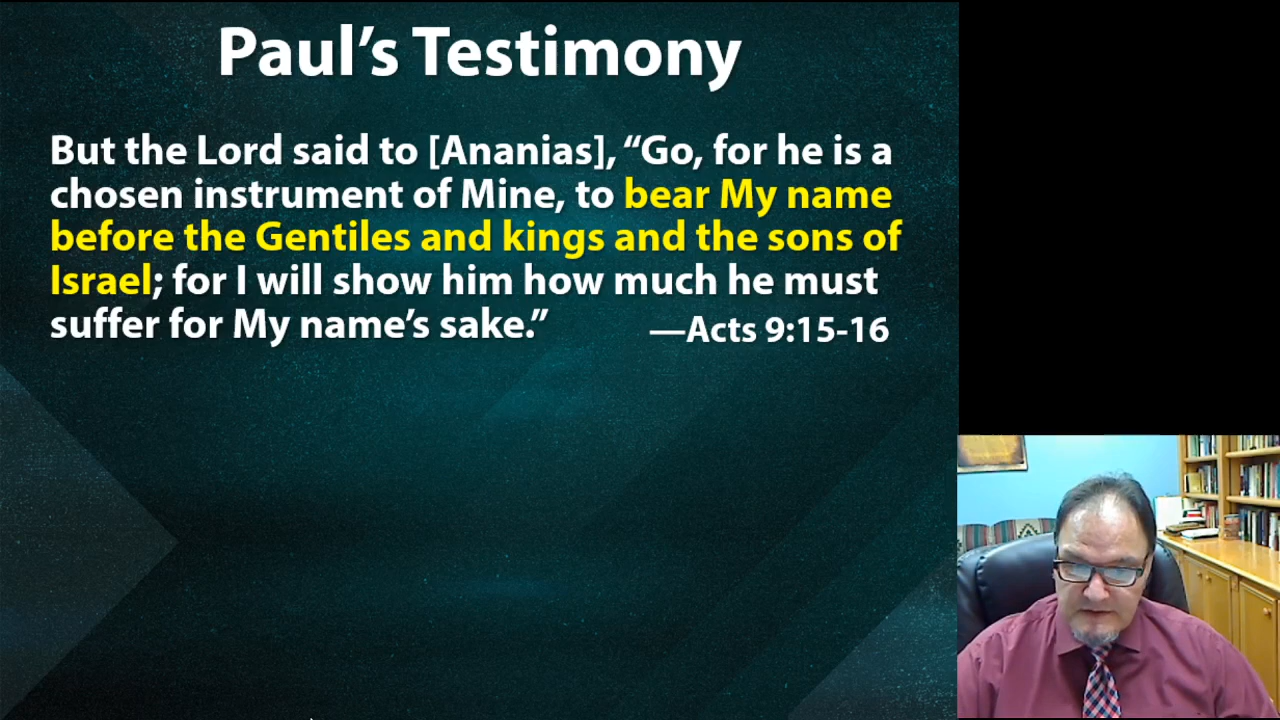 Paul’s Testimony
But the Lord said to [Ananias], “Go, for he is a
chosen instrument of Mine, to bear My name
before the Gentiles and kings and the sons of
Israel; for I will show him how much he must
suffer for My name’s sake.” —Acts 9:15-16